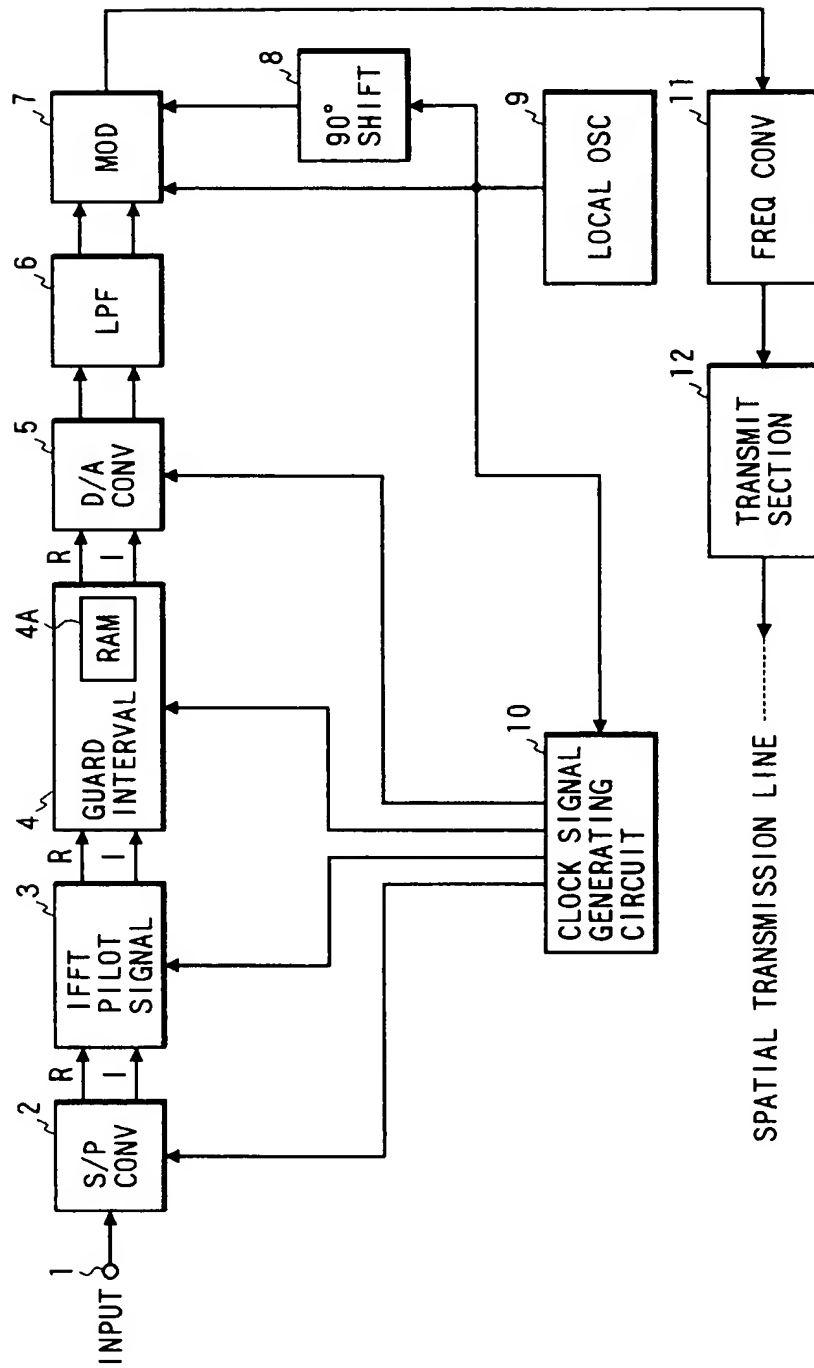 INPUT
1
2
S/P
CONV
R
I
3
IFFT
PILOT
SIGNAL
R
I
4
GUARD
INTERVAL
4A
RAM
R
I
5
D/A
CONV
6
LPF
7
MOD
8
90° SHIFT
9
LOCAL OSC
10
CLOCK SIGNAL
GENERATING
CIRCUIT
11
FREQ CONV
12
TRANSMIT
SECTION
SPATIAL TRANSMISSION LINE